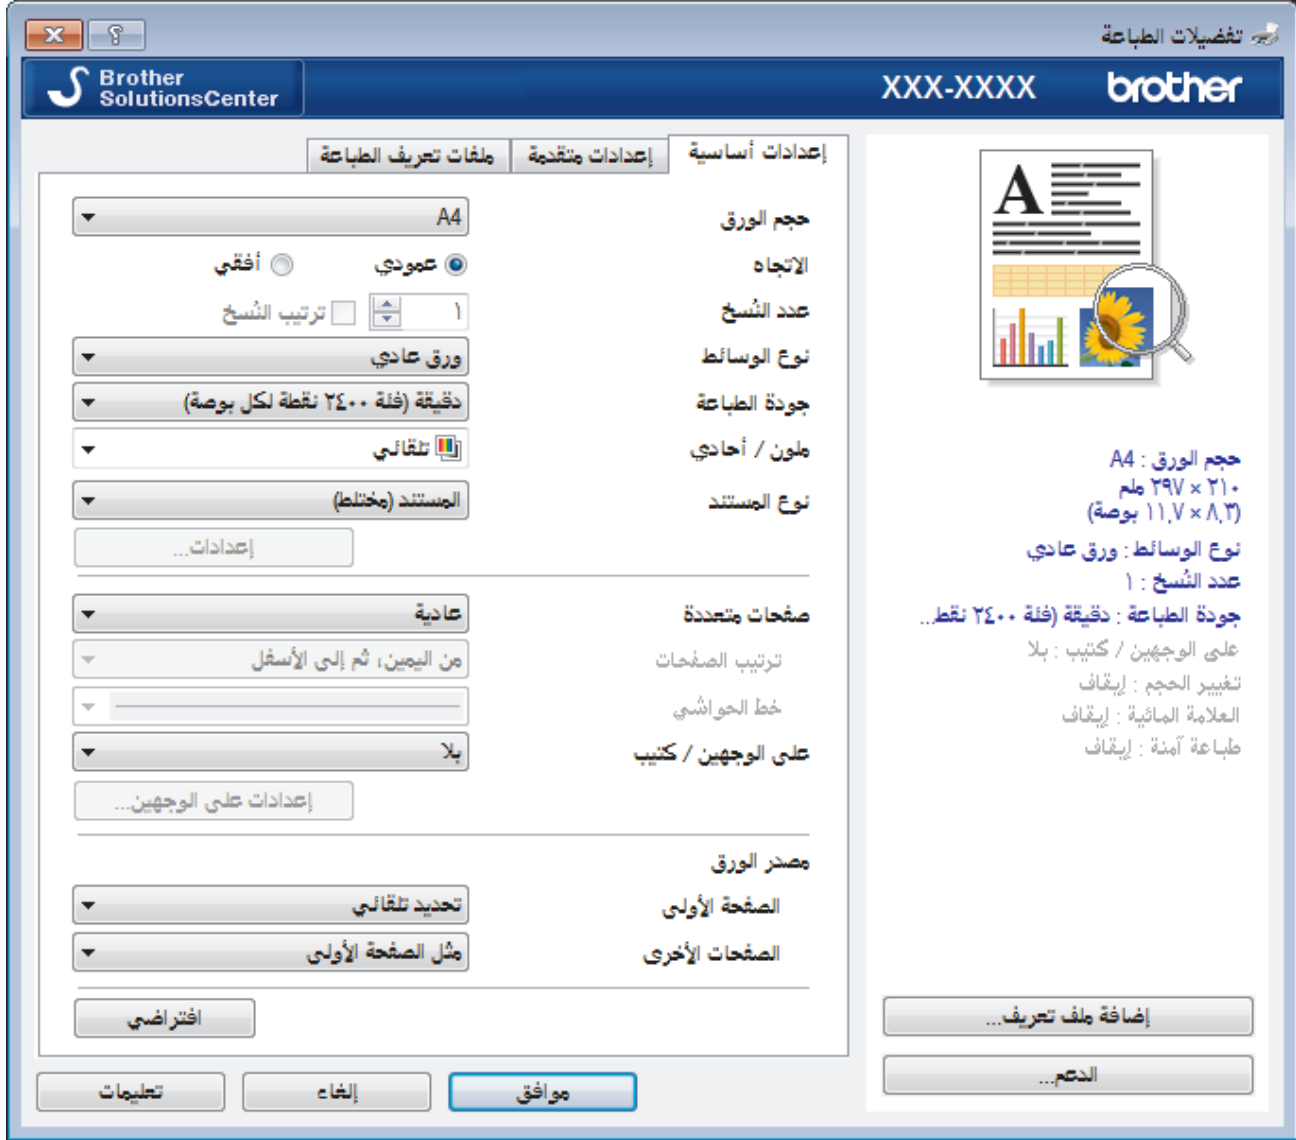 تفضيلات الطباعة
Brother
SolutionsCenter
XXX-XXXX
brother
إعدادات أساسية
إعدادات متقدمة
ملفات تعريف الطباعة
حجم الورق
A4
الاتجاه
عمودي
أفقي
عدد النُسخ
١
ترتيب النُسخ
نوع الوسائط
ورق عادي
جودة الطباعة
دقيقة (فئة ٢٤٠٠ نقطة لكل بوصة)
ملون / أحادي
تلقائي
نوع المستند
المستند (مختلط)
إعدادات...
صفحات متعددة
عادية
ترتيب الصفحات
من اليمين، ثم إلى الأسفل
خط الحواشي
على الوجهين / كتيب
بلا
إعدادات على الوجهين...
مصدر الورق
الصفحة الأولى
تحديد تلقائي
الصفحات الأخرى
مثل الصفحة الأولى
افتراضي
موافق
إلغاء
تعليمات
A
حجم الورق : A4
٢١٠ × ٢٩٧ ملم
(٨,٣ × ١١,٧ بوصة)
نوع الوسائط : ورق عادي
عدد النُسخ : ١
جودة الطباعة : دقيقة (فئة ٢٤٠٠ نقط...
على الوجهين / كتيب : بلا
تغيير الحجم : إيقاف
العلامة المائية : إيقاف
طباعة آمنة : إيقاف
إضافة ملف تعريف...
الدعم...